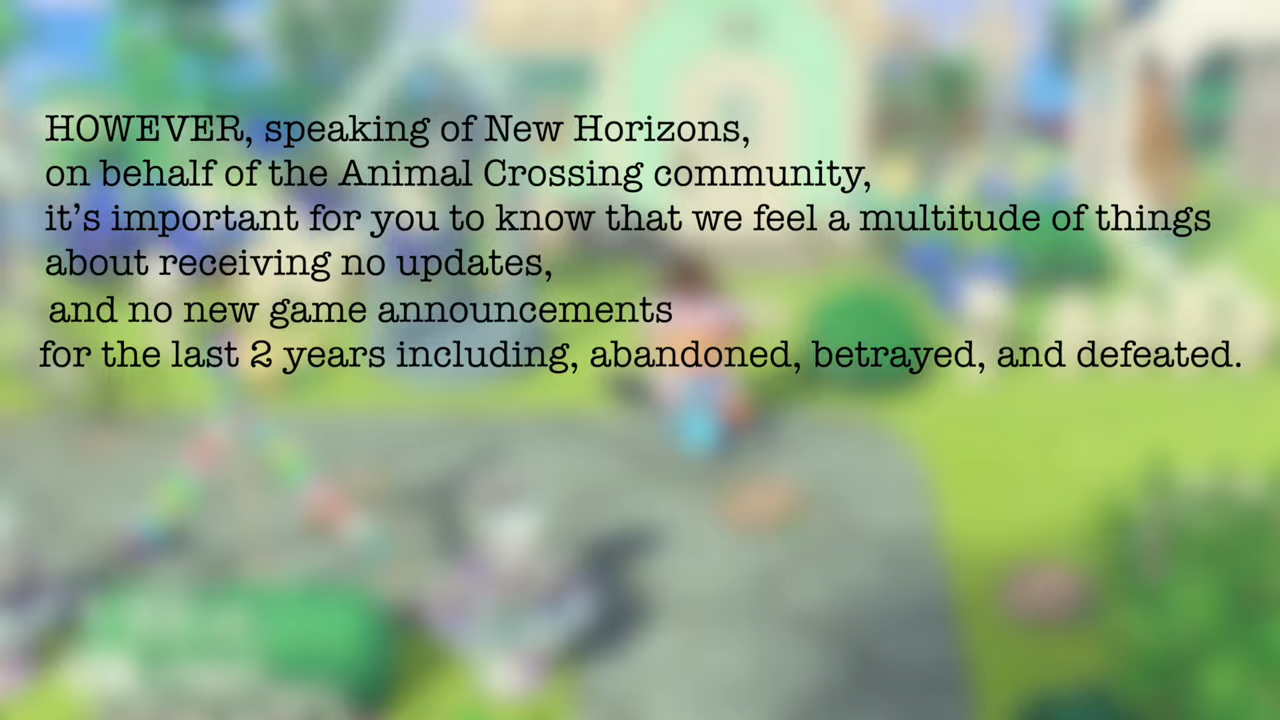 HOWEVER, speaking of New Horizons,
on behalf of the Animal Crossing community,
it’s important for you to know that we feel a multitude of things
about receiving no updates,
and no new game announcements
for the last 2 years including, abandoned, betrayed, and defeated.